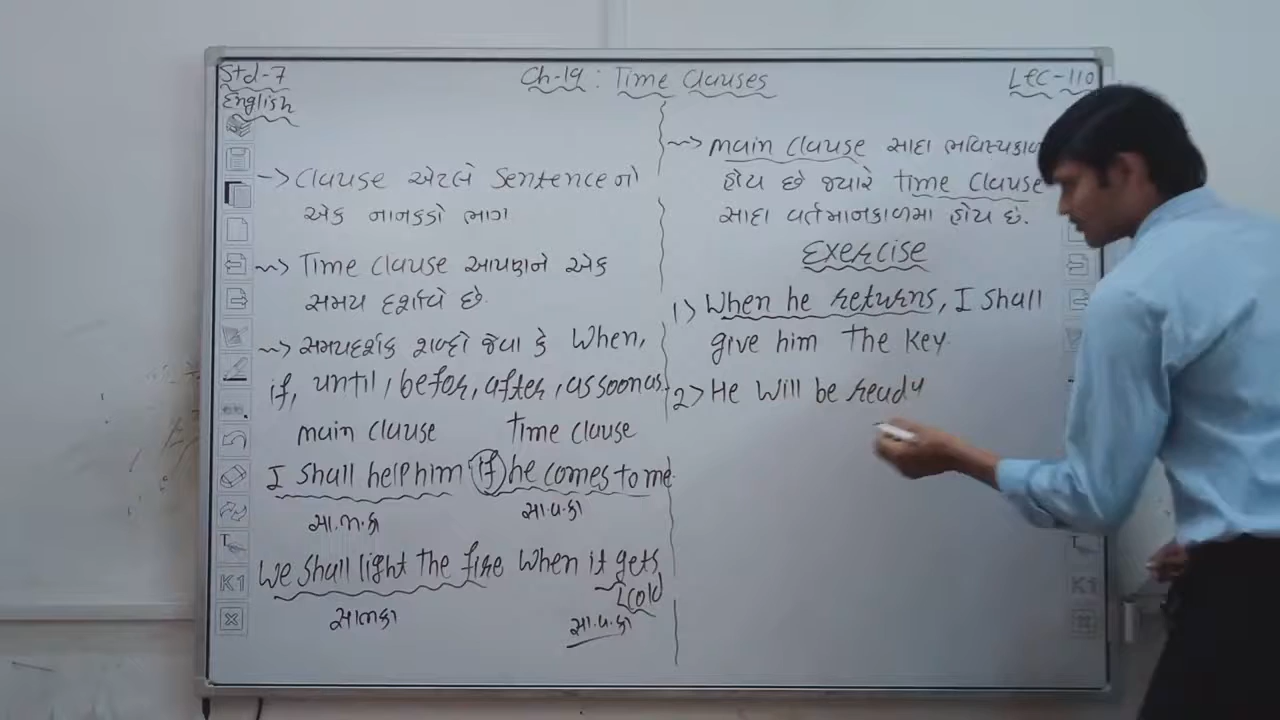 Std-7
English
Ch-19 : Time Clauses
Lec-110
-> Clause એટલે Sentence નો
એક નાનકડો ભાગ
~> Time Clause આપણને એક
સમય દર્શાવે છે.
~> સમયદર્શક શબ્દો જેવા કે When,
if, until, before, after, as soon as
main clause time clause
I shall help him if he comes to me.
સા.ભ.કા સા.વ.કા
We shall light the fire when it gets
cold
સાભકા સા.વ.કા
~> main clause સાદા ભવિષ્યકાળ
હોય છે જ્યારે time clause
સાદા વર્તમાનકાળમા હોય છે.
Exercise
1> When he returns, I shall
give him the key.
2> He will be ready
T
K1
T
K1